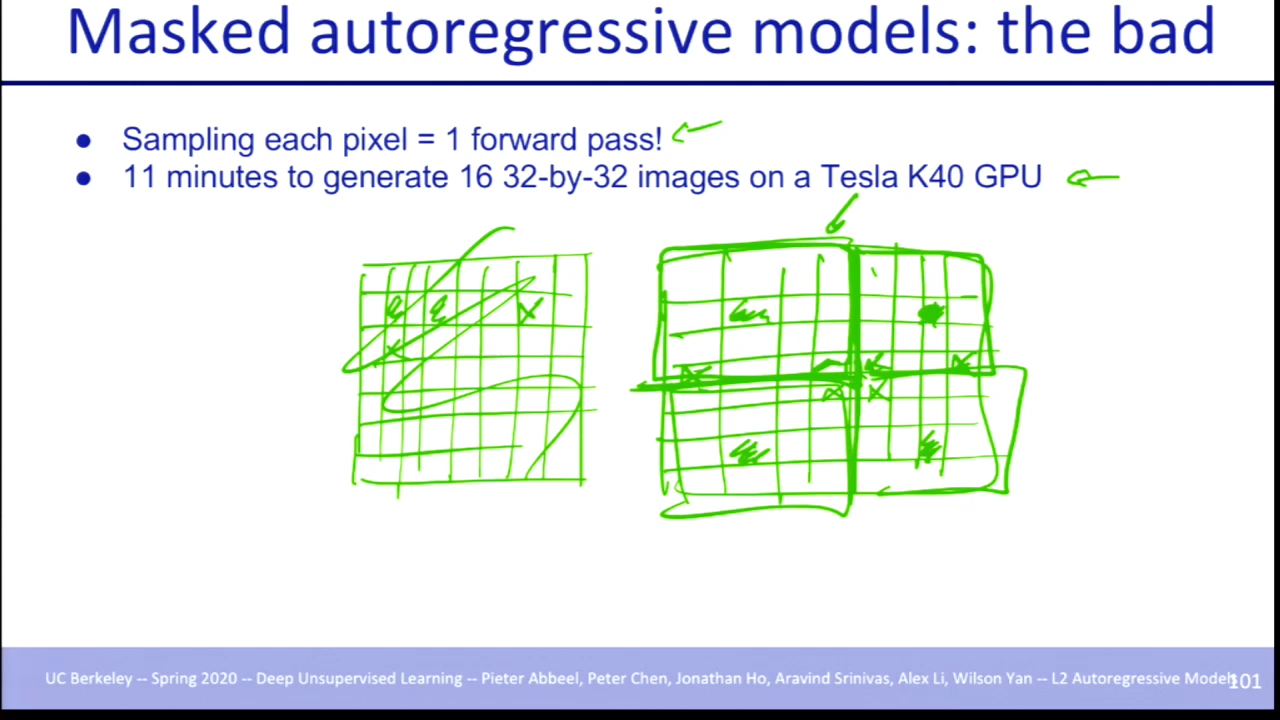 Masked autoregressive models: the bad
● Sampling each pixel = 1 forward pass!
● 11 minutes to generate 16 32-by-32 images on a Tesla K40 GPU
UC Berkeley -- Spring 2020 -- Deep Unsupervised Learning -- Pieter Abbeel, Peter Chen, Jonathan Ho, Aravind Srinivas, Alex Li, Wilson Yan -- L2 Autoregressive Models
101